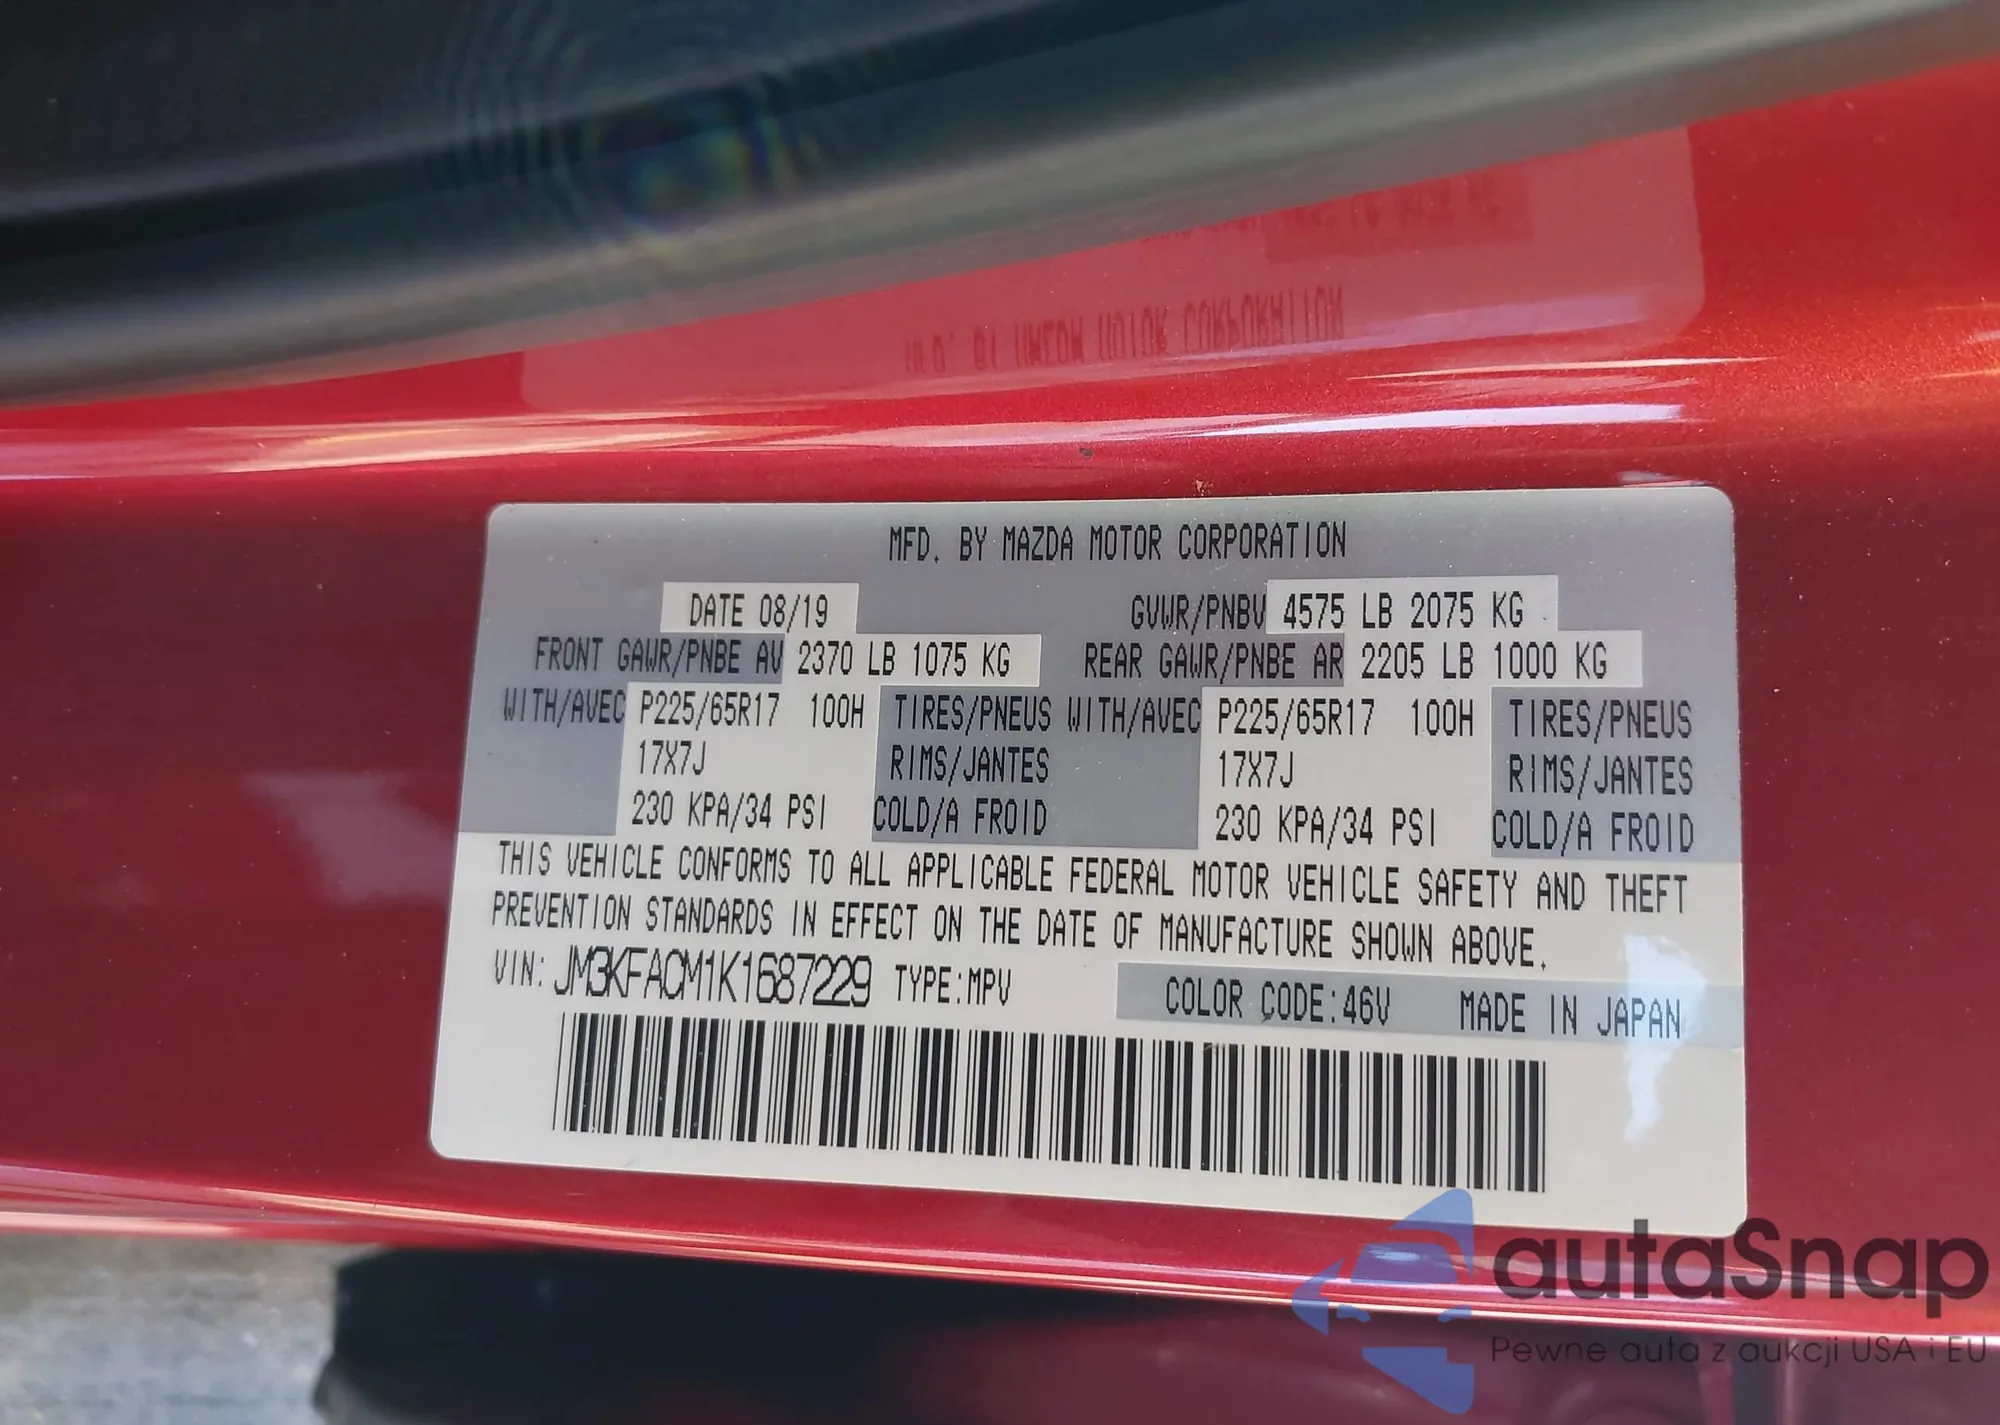 MFD. BY MAZDA MOTOR CORPORATION
DATE 08/19 GVWR/PNBV 4575 LB 2075 KG
FRONT GAWR/PNBE AV 2370 LB 1075 KG REAR GAWR/PNBE AR 2205 LB 1000 KG
WITH/AVEC P225/65R17 100H TIRES/PNEUS WITH/AVEC P225/65R17 100H TIRES/PNEUS
17X7J RIMS/JANTES 17X7J RIMS/JANTES
230 KPA/34 PSI COLD/A FROID 230 KPA/34 PSI COLD/A FROID
THIS VEHICLE CONFORMS TO ALL APPLICABLE FEDERAL MOTOR VEHICLE SAFETY AND THEFT
PREVENTION STANDARDS IN EFFECT ON THE DATE OF MANUFACTURE SHOWN ABOVE.
VIN: JM3KFACM1K1687229 TYPE:MPV COLOR CODE:46V MADE IN JAPAN
autaSnap
Pewne auta z aukcji USA i EU